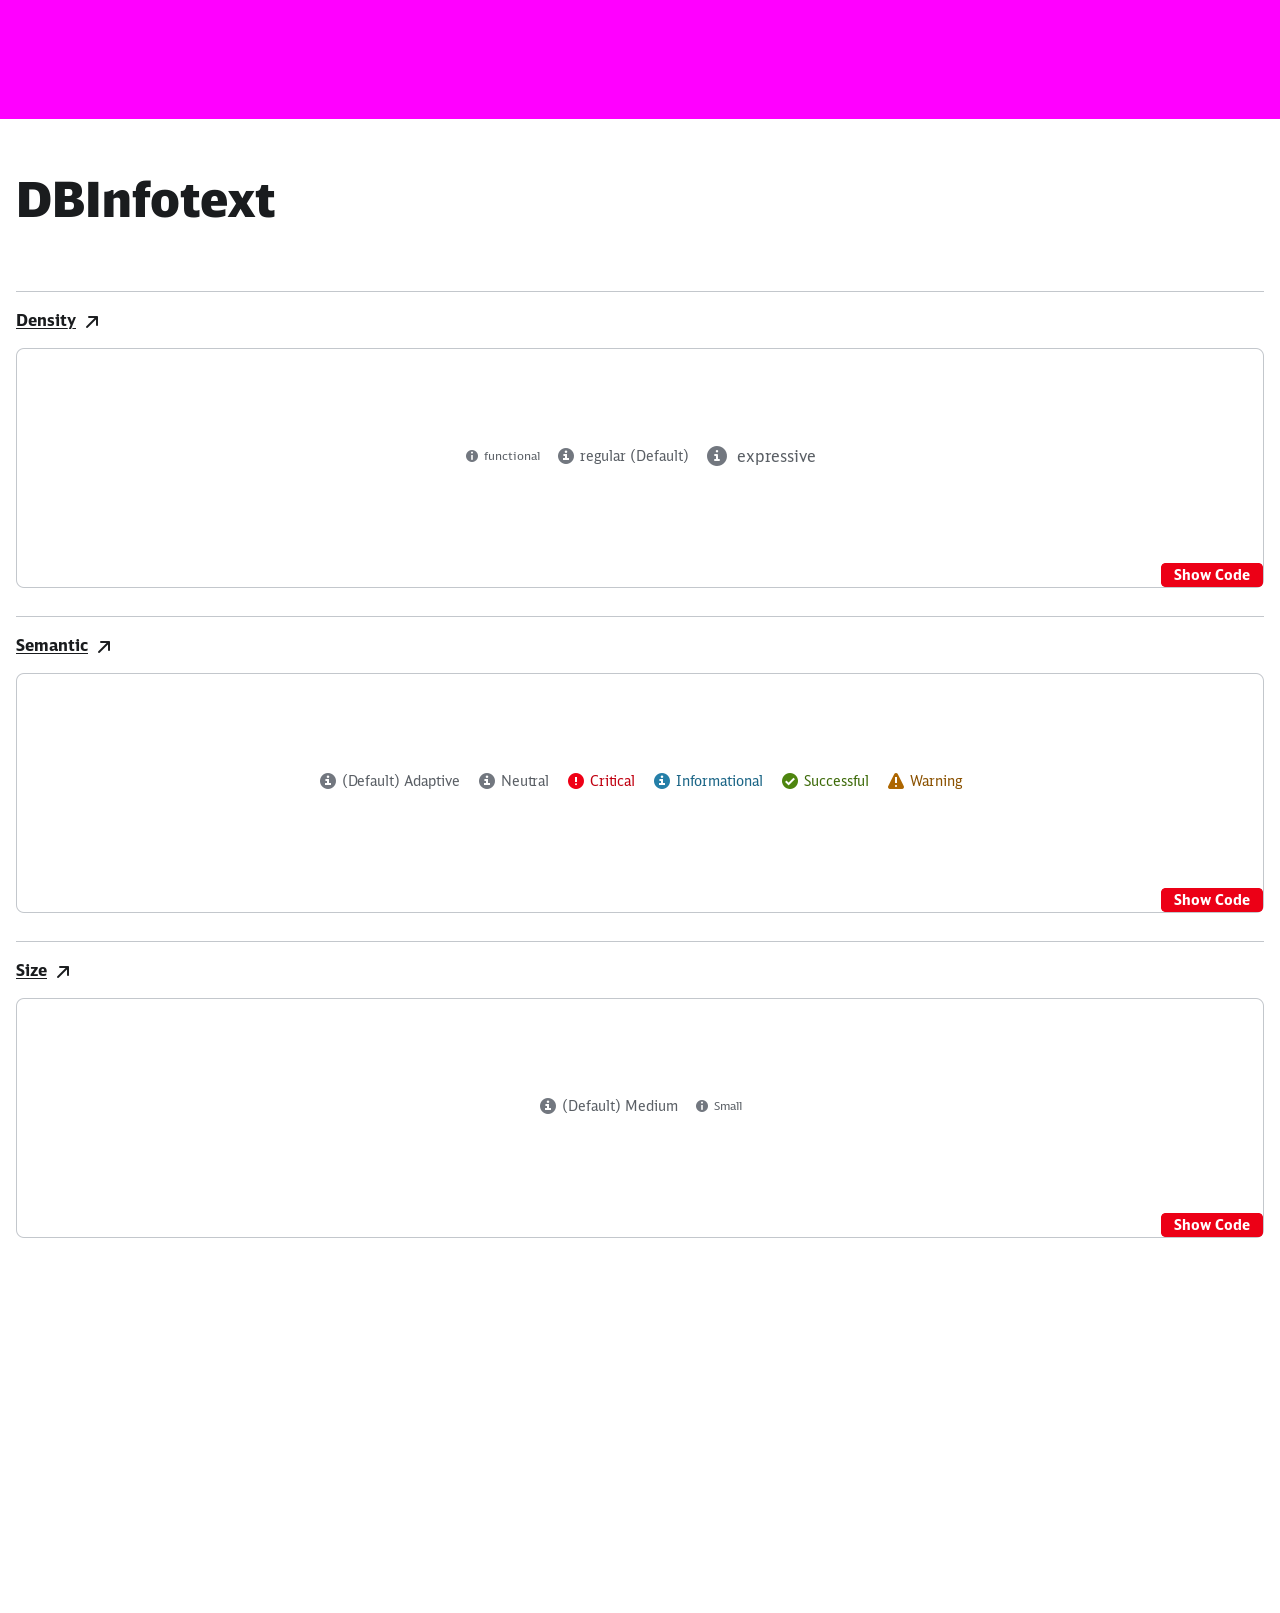 DBInfotext
Density
functional regular (Default) expressive
Show Code
Semantic
(Default) Adaptive Neutral Critical Informational Successful Warning
Show Code
Size
(Default) Medium Small
Show Code